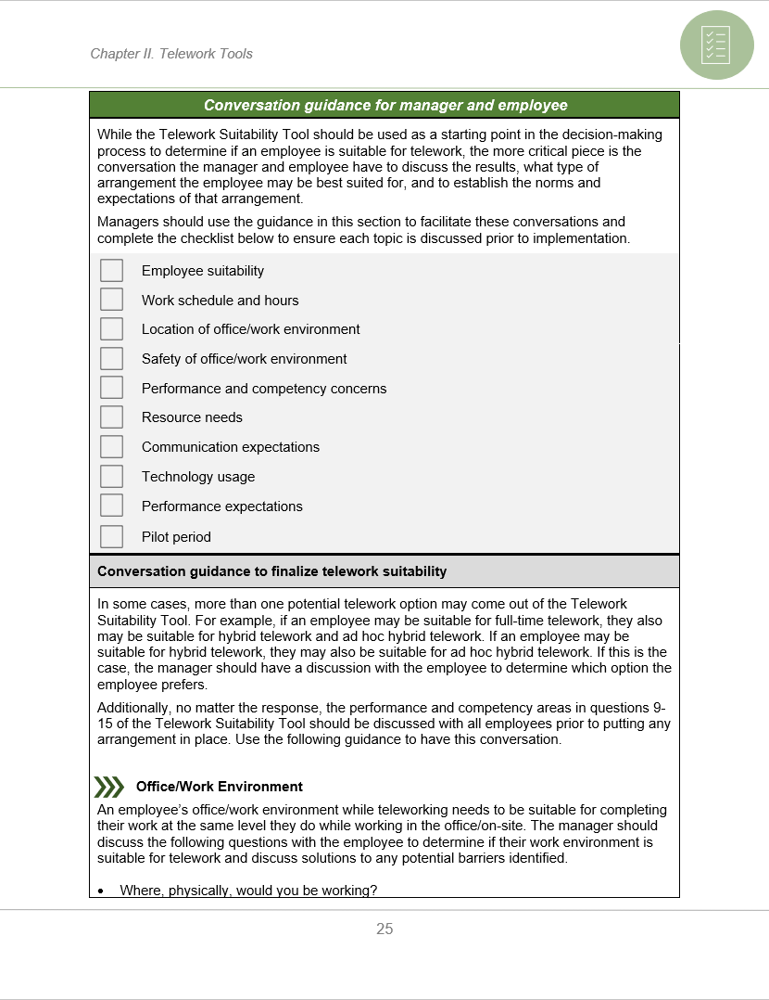 Chapter II. Telework Tools
Conversation guidance for manager and employee
While the Telework Suitability Tool should be used as a starting point in the decision-making
process to determine if an employee is suitable for telework, the more critical piece is the
conversation the manager and employee have to discuss the results, what type of
arrangement the employee may be best suited for, and to establish the norms and
expectations of that arrangement.
Managers should use the guidance in this section to facilitate these conversations and
complete the checklist below to ensure each topic is discussed prior to implementation.
Employee suitability
Work schedule and hours
Location of office/work environment
Safety of office/work environment
Performance and competency concerns
Resource needs
Communication expectations
Technology usage
Performance expectations
Pilot period
Conversation guidance to finalize telework suitability
In some cases, more than one potential telework option may come out of the Telework
Suitability Tool. For example, if an employee may be suitable for full-time telework, they also
may be suitable for hybrid telework and ad hoc hybrid telework. If an employee may be
suitable for hybrid telework, they may also be suitable for ad hoc hybrid telework. If this is the
case, the manager should have a discussion with the employee to determine which option the
employee prefers.
Additionally, no matter the response, the performance and competency areas in questions 9-
15 of the Telework Suitability Tool should be discussed with all employees prior to putting any
arrangement in place. Use the following guidance to have this conversation.
Office/Work Environment
An employee’s office/work environment while teleworking needs to be suitable for completing
their work at the same level they do while working in the office/on-site. The manager should
discuss the following questions with the employee to determine if their work environment is
suitable for telework and discuss solutions to any potential barriers identified.
• Where, physically, would you be working?
25